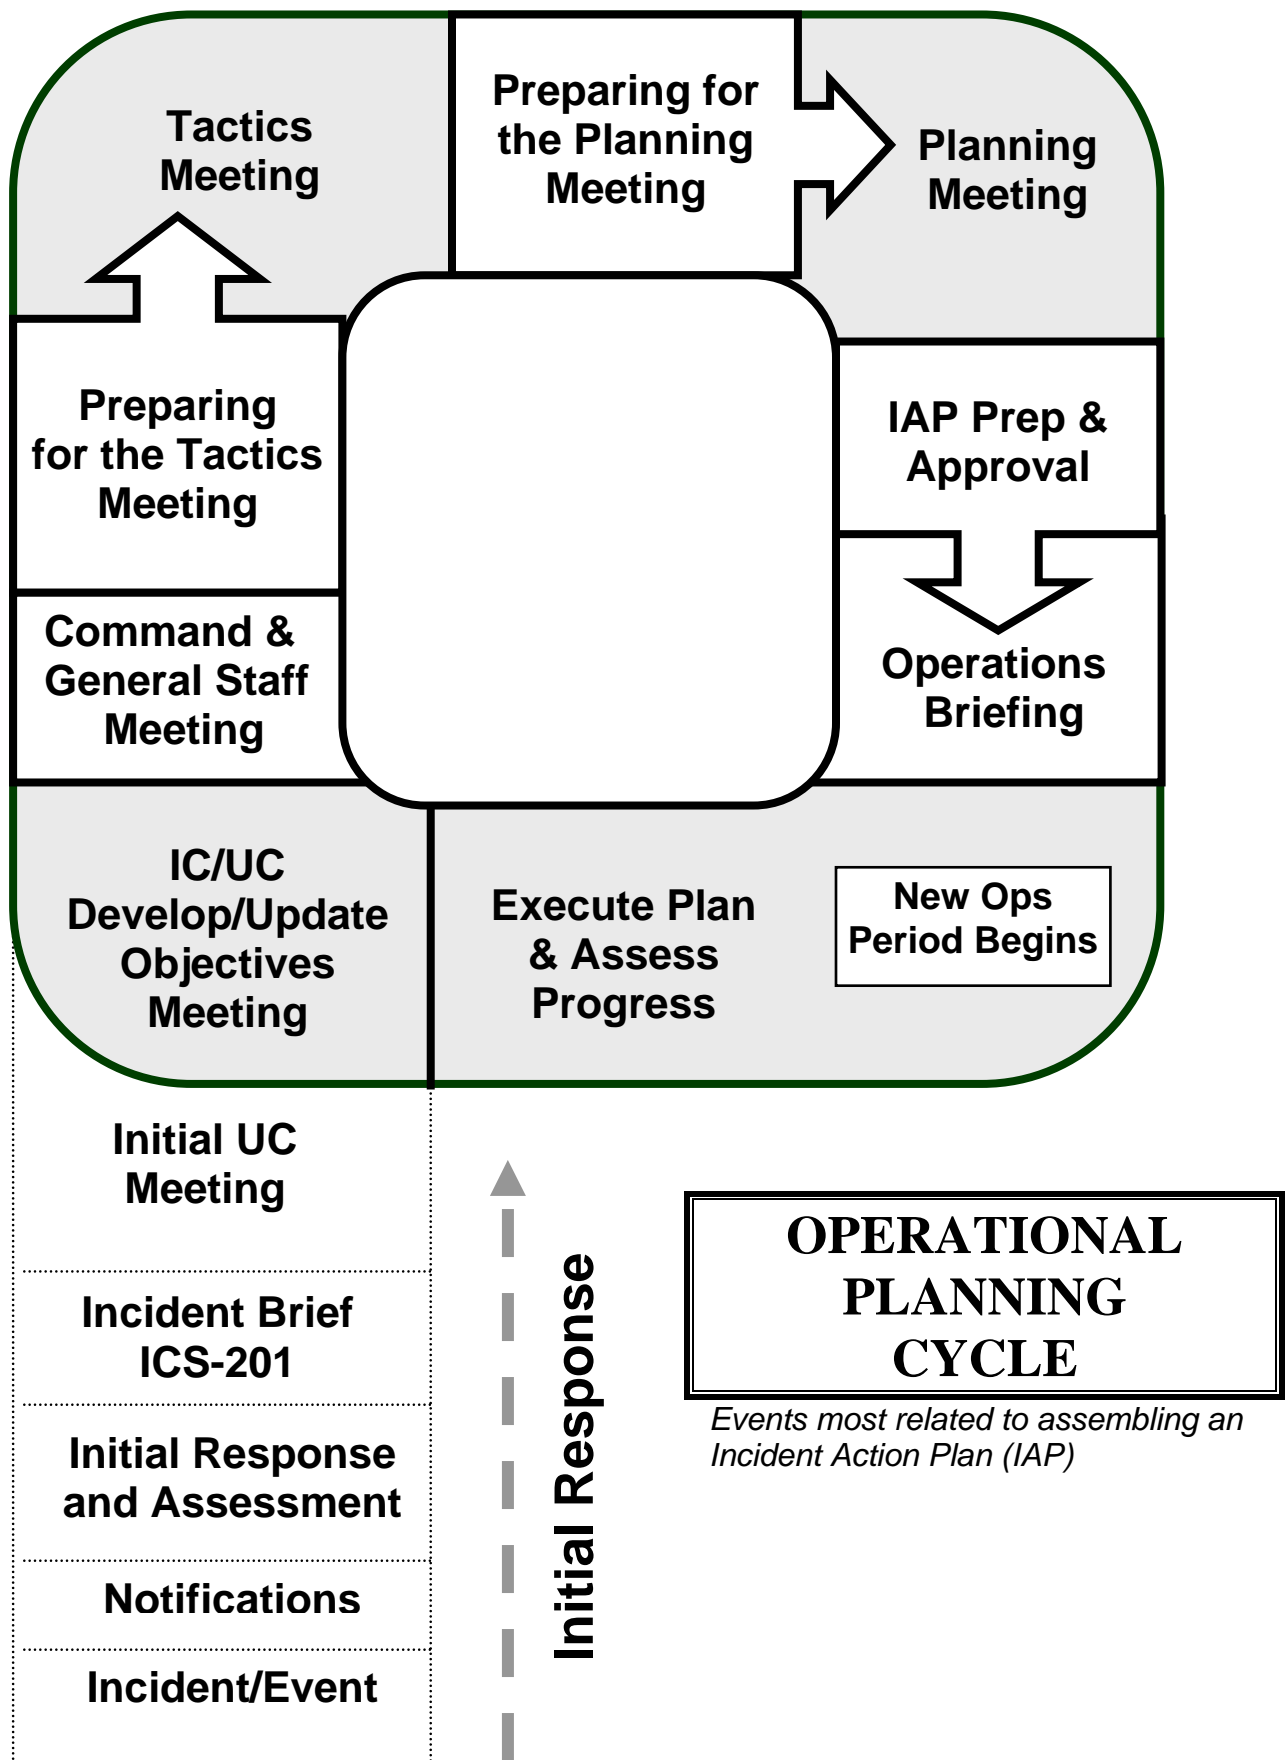 Tactics
Meeting
Preparing for
the Planning
Meeting
Planning
Meeting
Preparing
for the Tactics
Meeting
IAP Prep &
Approval
Command &
General Staff
Meeting
Operations
Briefing
IC/UC
Develop/Update
Objectives
Meeting
Execute Plan
& Assess
Progress
New Ops
Period Begins
Initial UC
Meeting
Incident Brief
ICS-201
Initial Response
and Assessment
Notifications
Incident/Event
Initial Response
OPERATIONAL
PLANNING
CYCLE
Events most related to assembling an
Incident Action Plan (IAP)